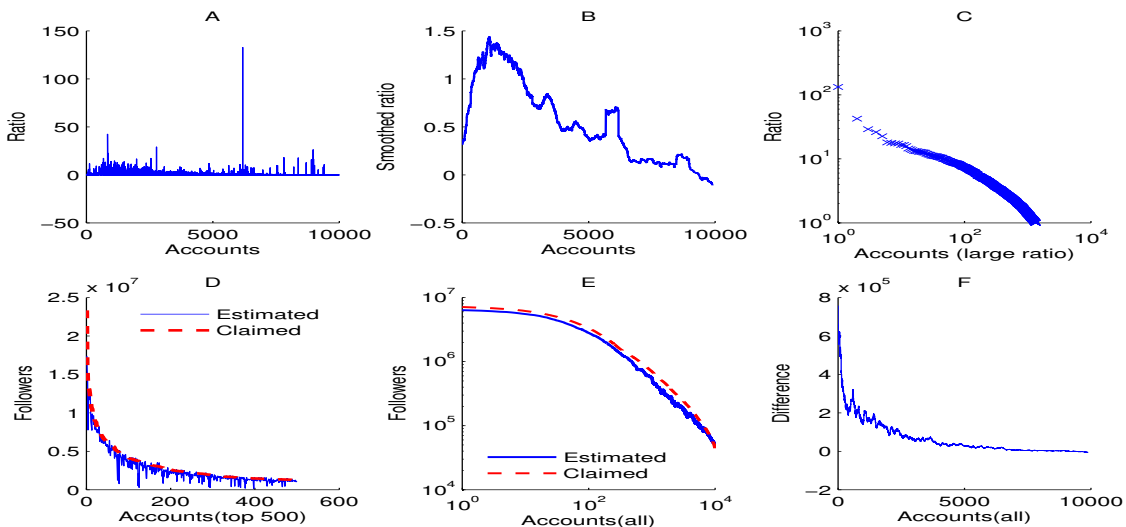 A
150
100
50
0
−50
0 5000 10000
Ratio
Accounts
B
1.5
1
0.5
0
−0.5
0 5000 10000
Smoothed ratio
Accounts
C
10^3
10^2
10^1
10^0
10^0 10^2 10^4
Ratio
Accounts (large ratio)
D
× 10^7
2.5
2
1.5
1
0.5
0
0 200 400 600
Followers
Estimated
Claimed
Accounts(top 500)
E
10^7
10^6
10^5
10^4
10^0 10^2 10^4
Followers
Estimated
Claimed
Accounts(all)
F
× 10^5
8
6
4
2
0
−2
0 5000 10000
Difference
Accounts(all)